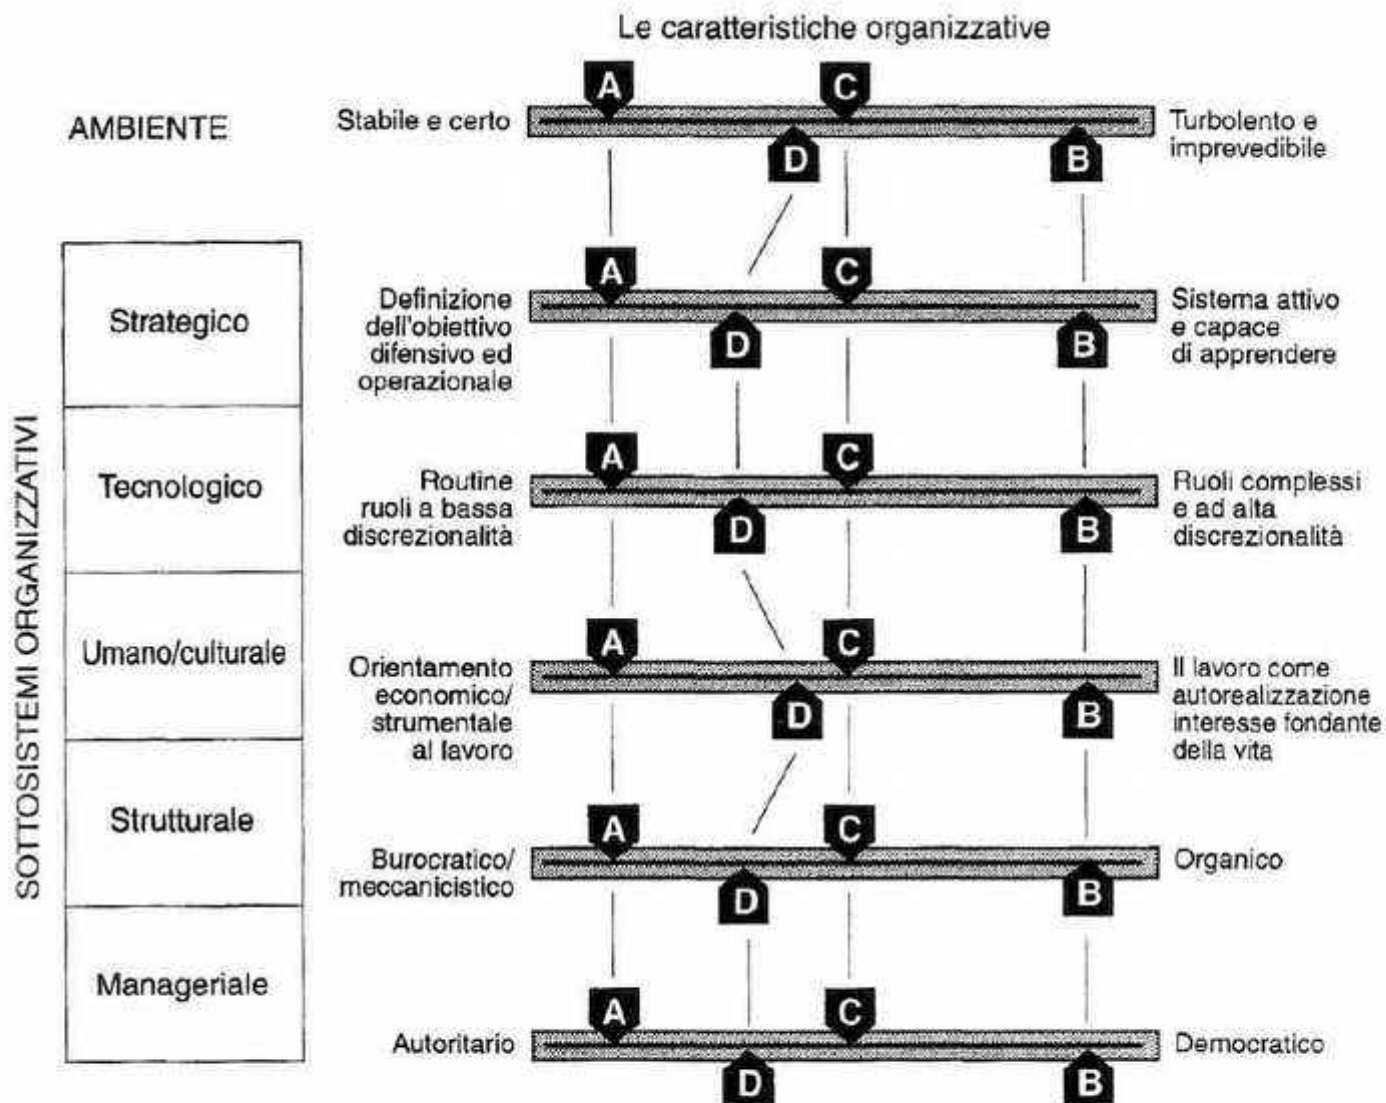 Le caratteristiche organizzative
AMBIENTE
Stabile e certo
A
C
D
B
Turbolento e
imprevedibile
SOTTOSISTEMI ORGANIZZATIVI
Strategico
Definizione
dell'obiettivo
difensivo ed
operazionale
A
C
D
B
Sistema attivo
e capace
di apprendere
Tecnologico
Routine
ruoli a bassa
discrezionalità
A
C
D
B
Ruoli complessi
e ad alta
discrezionalità
Umano/culturale
Orientamento
economico/
strumentale
al lavoro
A
C
D
B
Il lavoro come
autorealizzazione
interesse fondante
della vita
Strutturale
Burocratico/
meccanicistico
A
C
D
B
Organico
Manageriale
Autoritario
A
C
D
B
Democratico